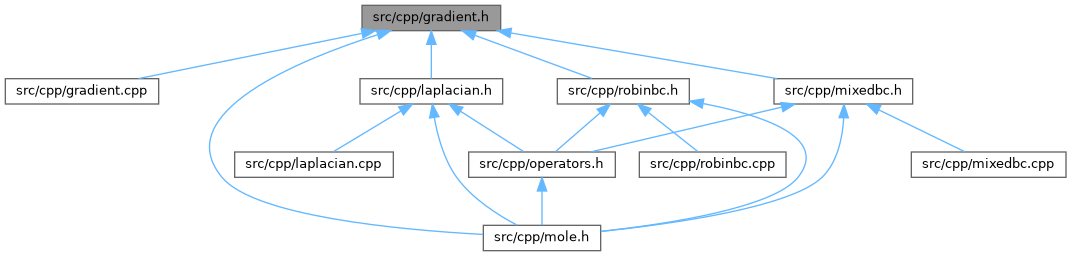 src/cpp/gradient.h
src/cpp/gradient.cpp
src/cpp/laplacian.h
src/cpp/robinbc.h
src/cpp/mixedbc.h
src/cpp/laplacian.cpp
src/cpp/operators.h
src/cpp/robinbc.cpp
src/cpp/mixedbc.cpp
src/cpp/mole.h